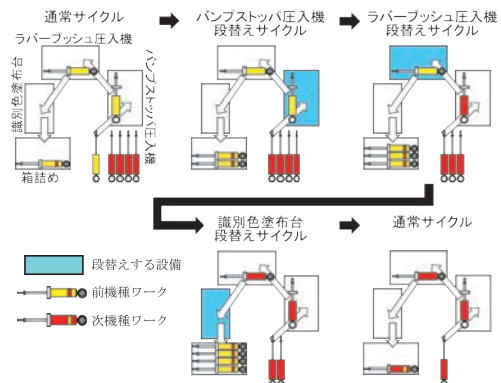 通常サイクル
ラバーブッシュ圧入機
識別色塗布台
バンプストッパ圧入機
箱詰め
バンプストッパ圧入機
段替えサイクル
ラバーブッシュ圧入機
段替えサイクル
識別色塗布台
段替えサイクル
通常サイクル
段替えする設備
前機種ワーク
次機種ワーク